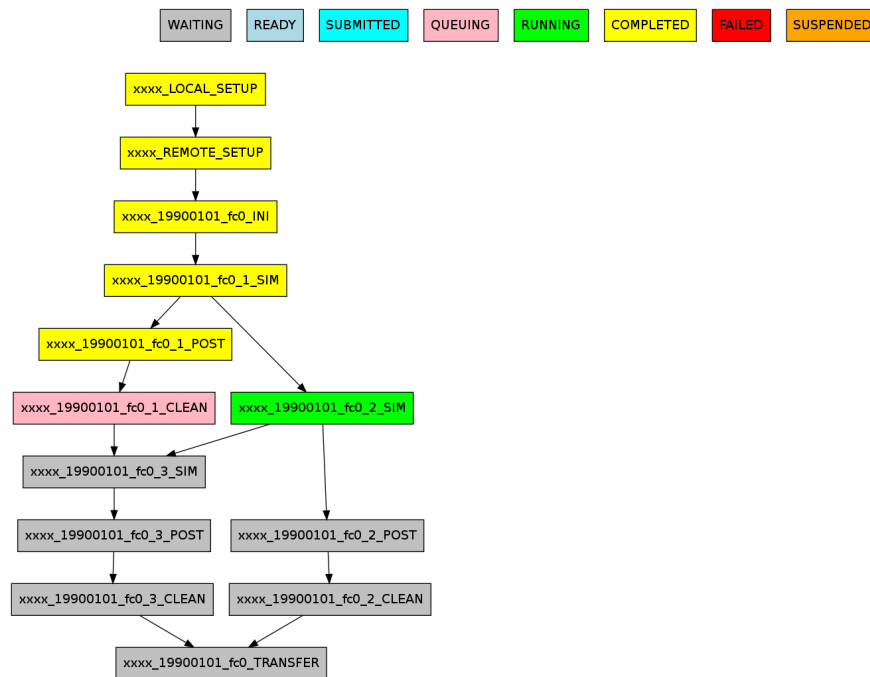 WAITING READY SUBMITTED QUEUING RUNNING COMPLETED FAILED SUSPENDED
xxxx_LOCAL_SETUP
xxxx_REMOTE_SETUP
xxxx_19900101_fc0_INI
xxxx_19900101_fc0_1_SIM
xxxx_19900101_fc0_1_POST
xxxx_19900101_fc0_1_CLEAN xxxx_19900101_fc0_2_SIM
xxxx_19900101_fc0_3_SIM
xxxx_19900101_fc0_3_POST xxxx_19900101_fc0_2_POST
xxxx_19900101_fc0_3_CLEAN xxxx_19900101_fc0_2_CLEAN
xxxx_19900101_fc0_TRANSFER